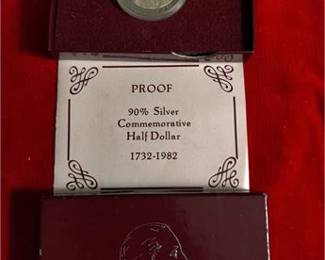 PROOF
90% Silver
Commemorative
Half Dollar
1732-1982